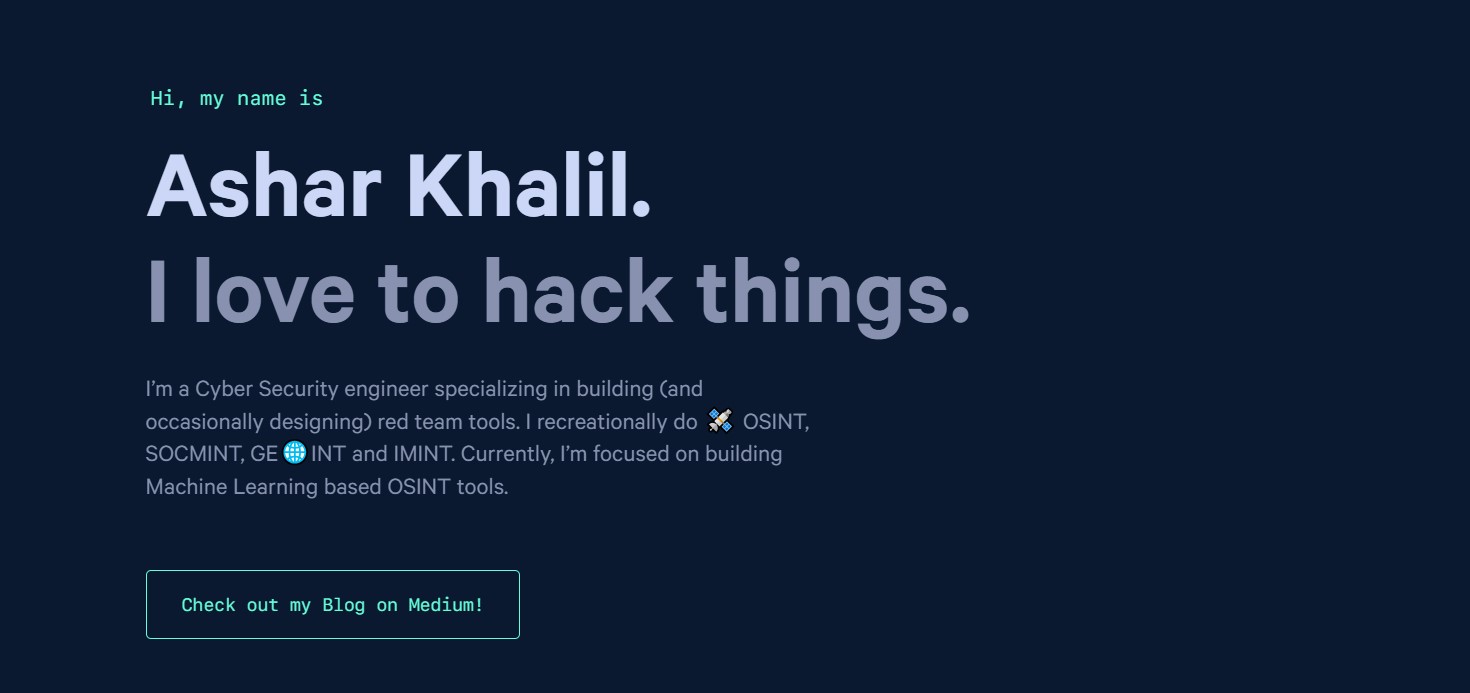 Hi, my name is
Ashar Khalil.
I love to hack things.
I’m a Cyber Security engineer specializing in building (and
occasionally designing) red team tools. I recreationally do 🛰️ OSINT,
SOCMINT, GE🌐INT and IMINT. Currently, I’m focused on building
Machine Learning based OSINT tools.
Check out my Blog on Medium!